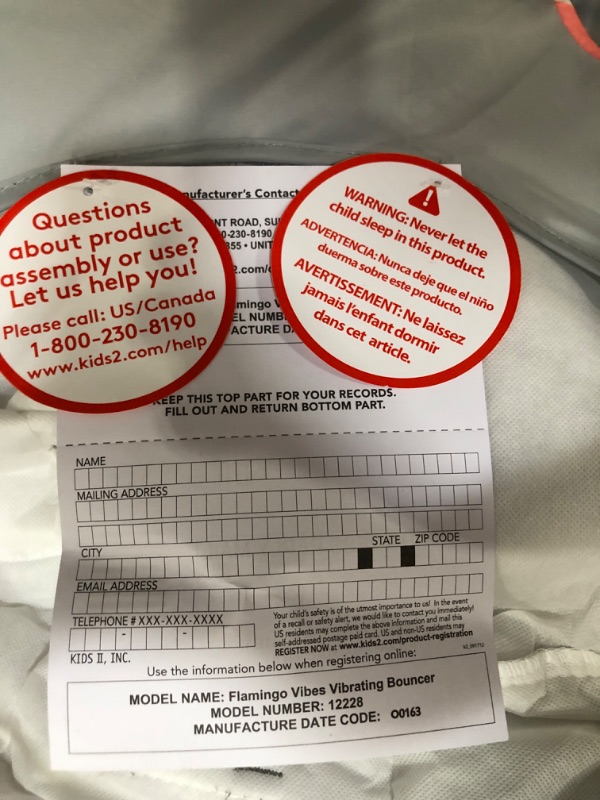 Questions
about product
assembly or use?
Let us help you!
Please call: US/Canada
1-800-230-8190
www.kids2.com/help
WARNING: Never let the
child sleep in this product.
ADVERTENCIA: Nunca deje que el niño
duerma sobre este producto.
AVERTISSEMENT: Ne laissez
jamais l'enfant dormir
dans cet article.
Contact
ROAD,
KEEP THIS TOP PART FOR YOUR RECORDS.
FILL OUT AND RETURN BOTTOM PART.
NAME
MAILING ADDRESS
CITY STATE ZIP CODE
EMAIL ADDRESS
TELEPHONE # XXX-XXX-XXXX
- -
KIDS II, INC.
Your child's safety is of the utmost importance to us! In the event
of a recall or safety alert, we would like to contact you immediately!
US residents may complete the above information and mail this
self-addressed postage paid card. US and non-US residents may
REGISTER NOW at www.kids2.com/product-registration
Use the information below when registering online:
MODEL NAME: Flamingo Vibes Vibrating Bouncer
MODEL NUMBER: 12228
MANUFACTURE DATE CODE: OO163